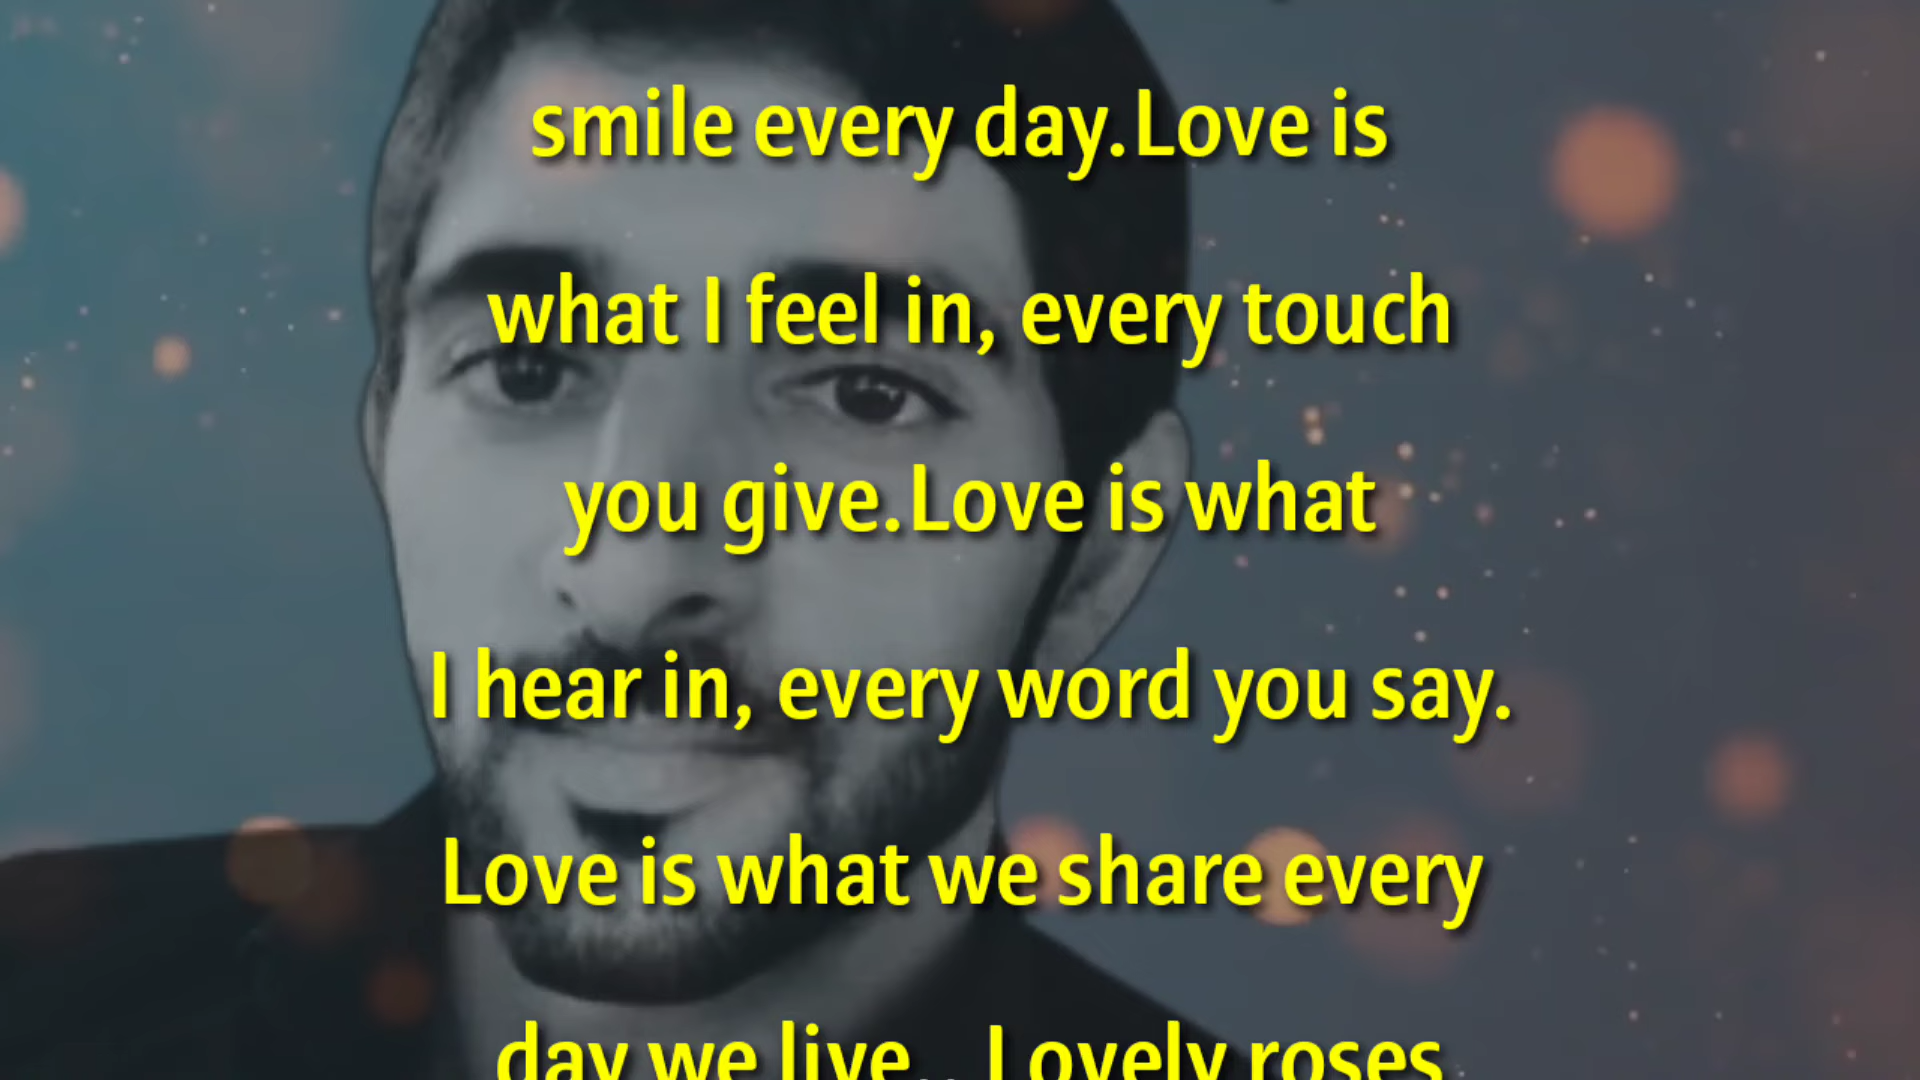 smile every day.Love is
what I feel in, every touch
you give.Love is what
I hear in, every word you say.
Love is what we share every
day we live.. Lovely roses